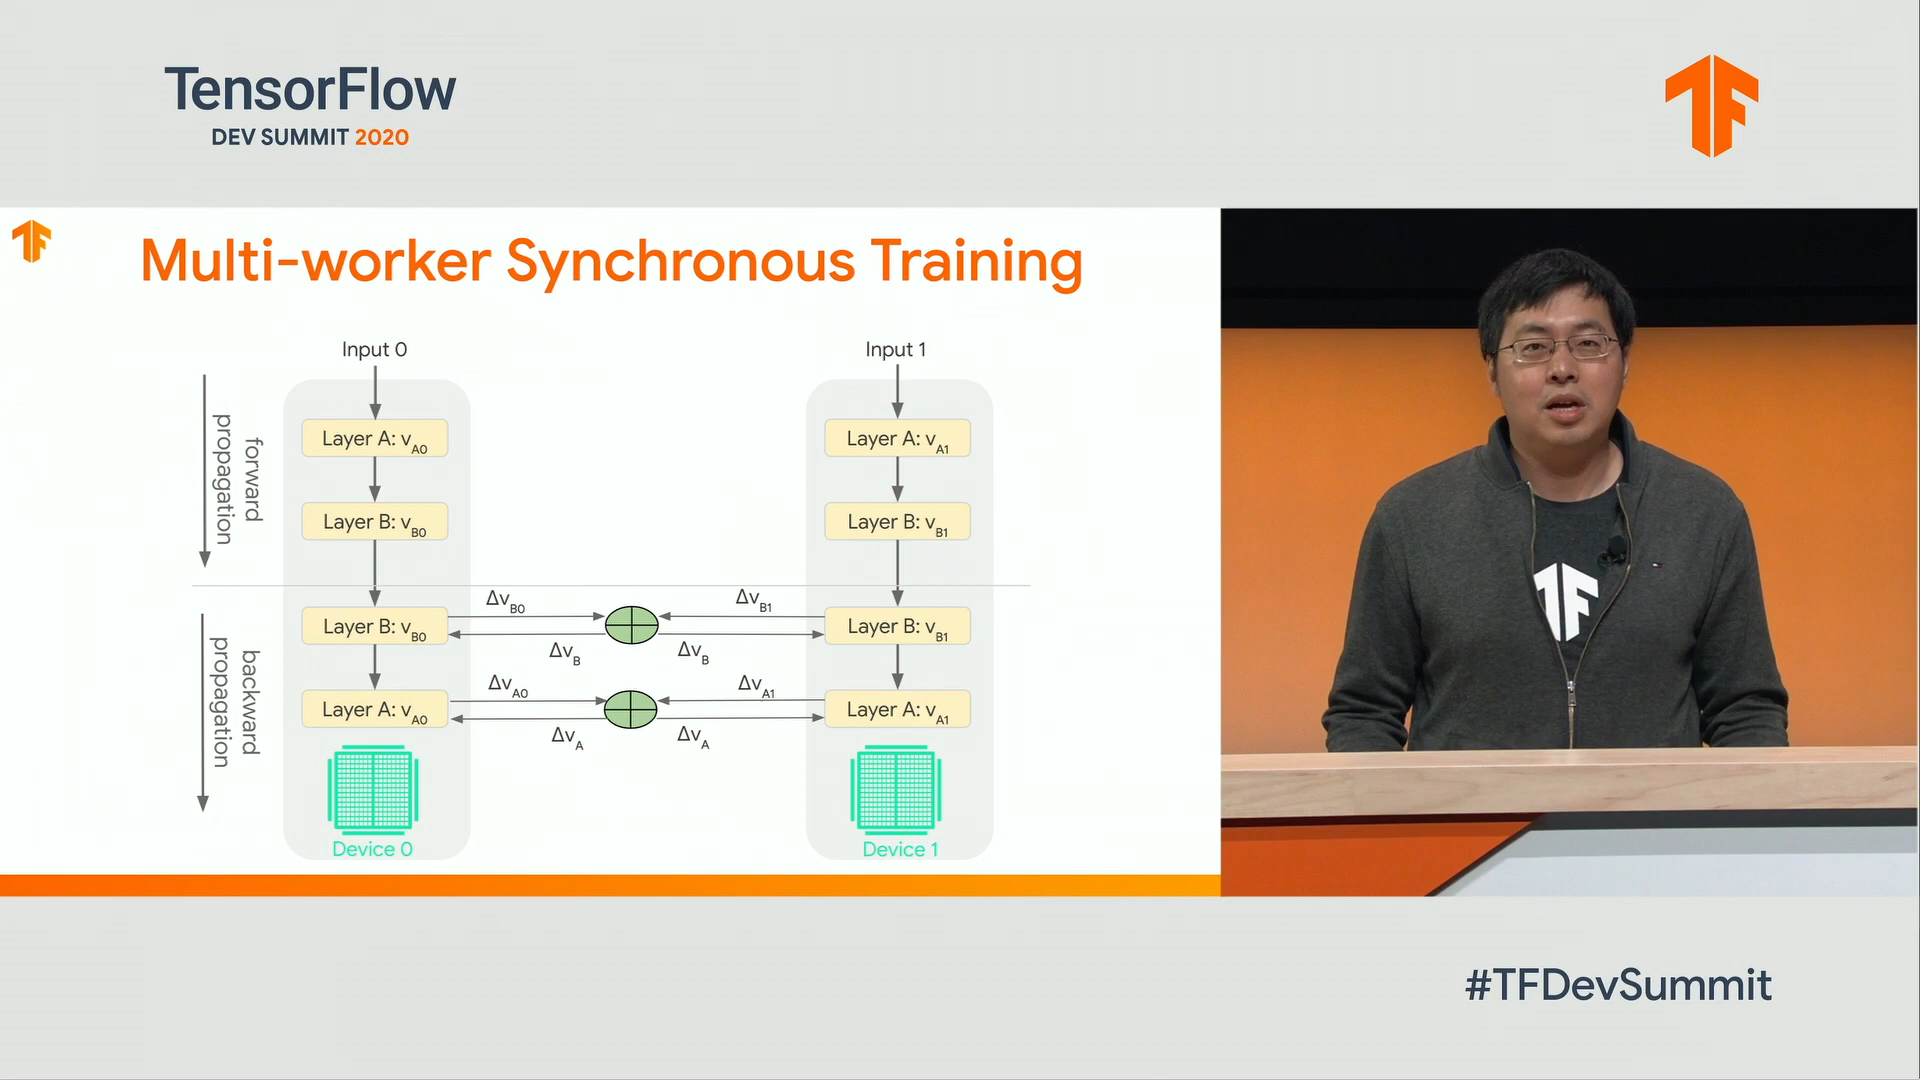 TensorFlow
DEV SUMMIT 2020
Multi-worker Synchronous Training
Input 0
Input 1
forward
propagation
Layer A: vA0
Layer A: vA1
Layer B: vB0
Layer B: vB1
backward
propagation
ΔvB0
ΔvB1
Layer B: vB0
Layer B: vB1
ΔvB
ΔvB
ΔvA0
ΔvA1
Layer A: vA0
Layer A: vA1
ΔvA
ΔvA
Device 0
Device 1
#TFDevSummit